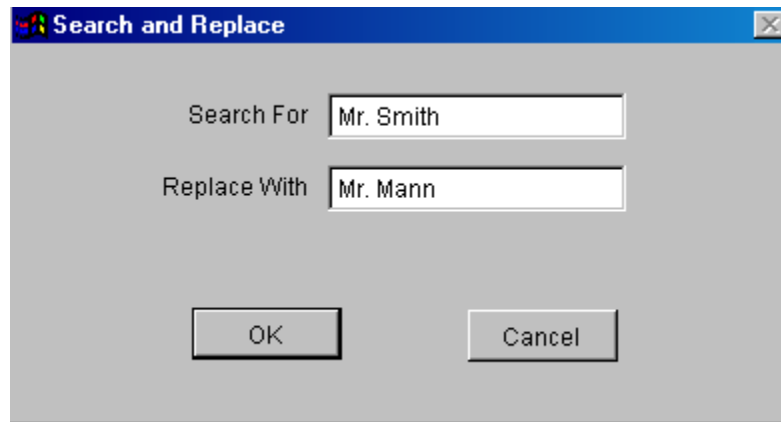 Search and Replace
Search For Mr. Smith
Replace With Mr. Mann
OK Cancel